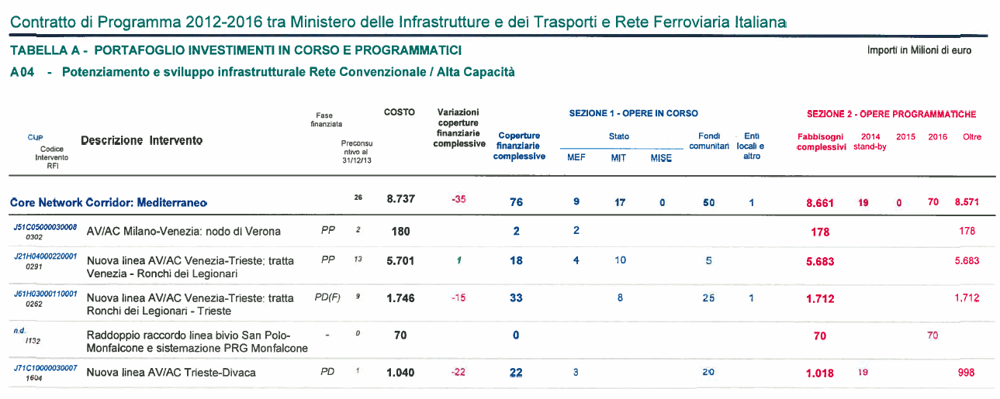 Contratto di Programma 2012-2016 tra Ministero delle Infrastrutture e dei Trasporti e Rete Ferroviaria Italiana
TABELLA A - PORTAFOGLIO INVESTIMENTI IN CORSO E PROGRAMMATICI Importi in Milioni di euro
A04 - Potenziamento e sviluppo infrastrutturale Rete Convenzionale / Alta Capacità
CUP
Codice
Intervento
RFI
Descrizione Intervento
Fase
finanziata
Preconsu
ntivo al
31/12/13
COSTO
Variazioni
coperture
finanziarie
complessive
SEZIONE 1 - OPERE IN CORSO
Coperture
finanziarie
complessive
Stato
MEF MIT MISE
Fondi
comunitari
Enti
locali e
altro
SEZIONE 2 - OPERE PROGRAMMATICHE
Fabbisogni
complessivi
2014
stand-by
2015 2016 Oltre
Core Network Corridor: Mediterraneo 26 8.737 -35 76 9 17 0 50 1 8.661 19 0 70 8.571
J51C05000030008
0302
AV/AC Milano-Venezia: nodo di Verona PP 2 180 2 2 178 178
J21H04000220001
0291
Nuova linea AV/AC Venezia-Trieste: tratta PP 13 5.701 1 18 4 10 5 5.683 5.683
Venezia - Ronchi dei Legionari
J61H03000110001
0262
Nuova linea AV/AC Venezia-Trieste: tratta PD(F) 9 1.746 -15 33 8 25 1 1.712 1.712
Ronchi dei Legionari - Trieste
n.d.
I132
Raddoppio raccordo linea bivio San Polo- - 0 70 0 70 70
Monfalcone e sistemazione PRG Monfalcone
J71C10000030007
1604
Nuova linea AV/AC Trieste-Divaca PD 1 1.040 -22 22 3 20 1.018 19 998